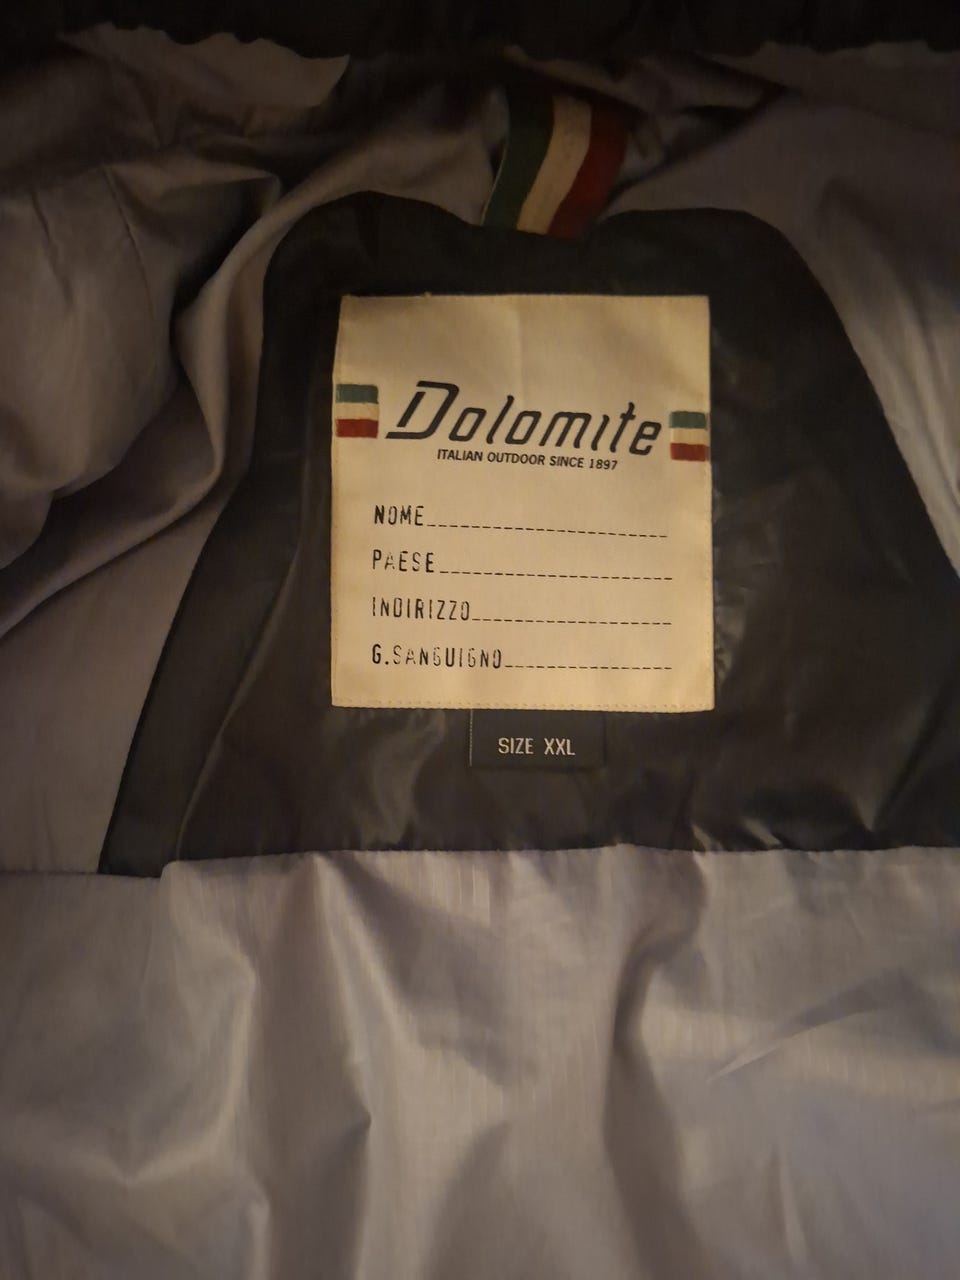 Dolomite
ITALIAN OUTDOOR SINCE 1897
NOME
PAESE
INDIRIZZO
G.SANGUIGNO
SIZE XXL